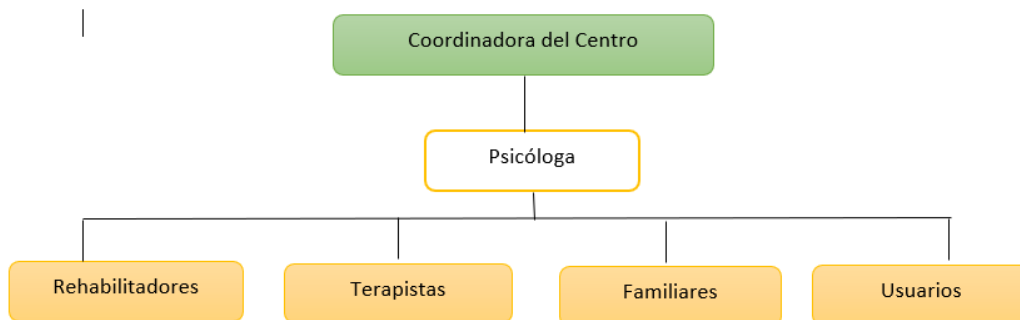 Coordinadora del Centro
Psicóloga
Rehabilitadores
Terapistas
Familiares
Usuarios